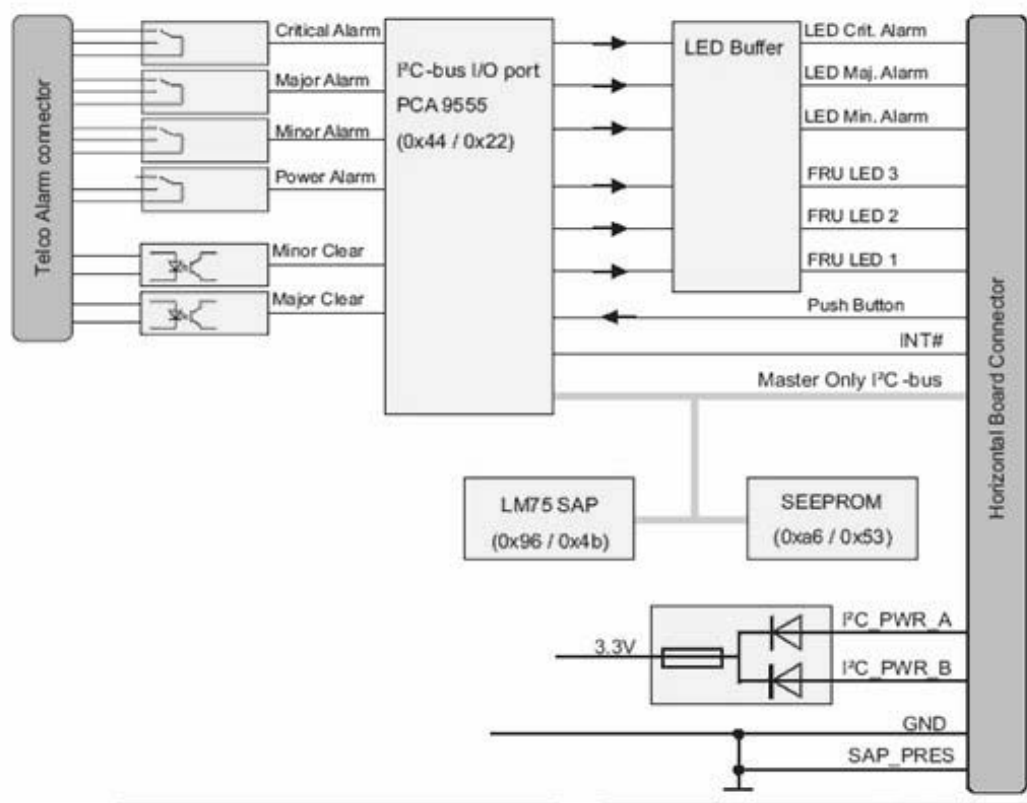 Telco Alarm connector
Critical Alarm
Major Alarm
Minor Alarm
Power Alarm
Minor Clear
Major Clear
I²C-bus I/O port
PCA 9555
(0x44 / 0x22)
LED Buffer
LED Crit. Alarm
LED Maj. Alarm
LED Min. Alarm
FRU LED 3
FRU LED 2
FRU LED 1
Push Button
INT#
Master Only I²C -bus
Horizontal Board Connector
LM75 SAP
(0x96 / 0x4b)
SEEPROM
(0xa6 / 0x53)
3.3V
I²C_PWR_A
I²C_PWR_B
GND
SAP_PRES